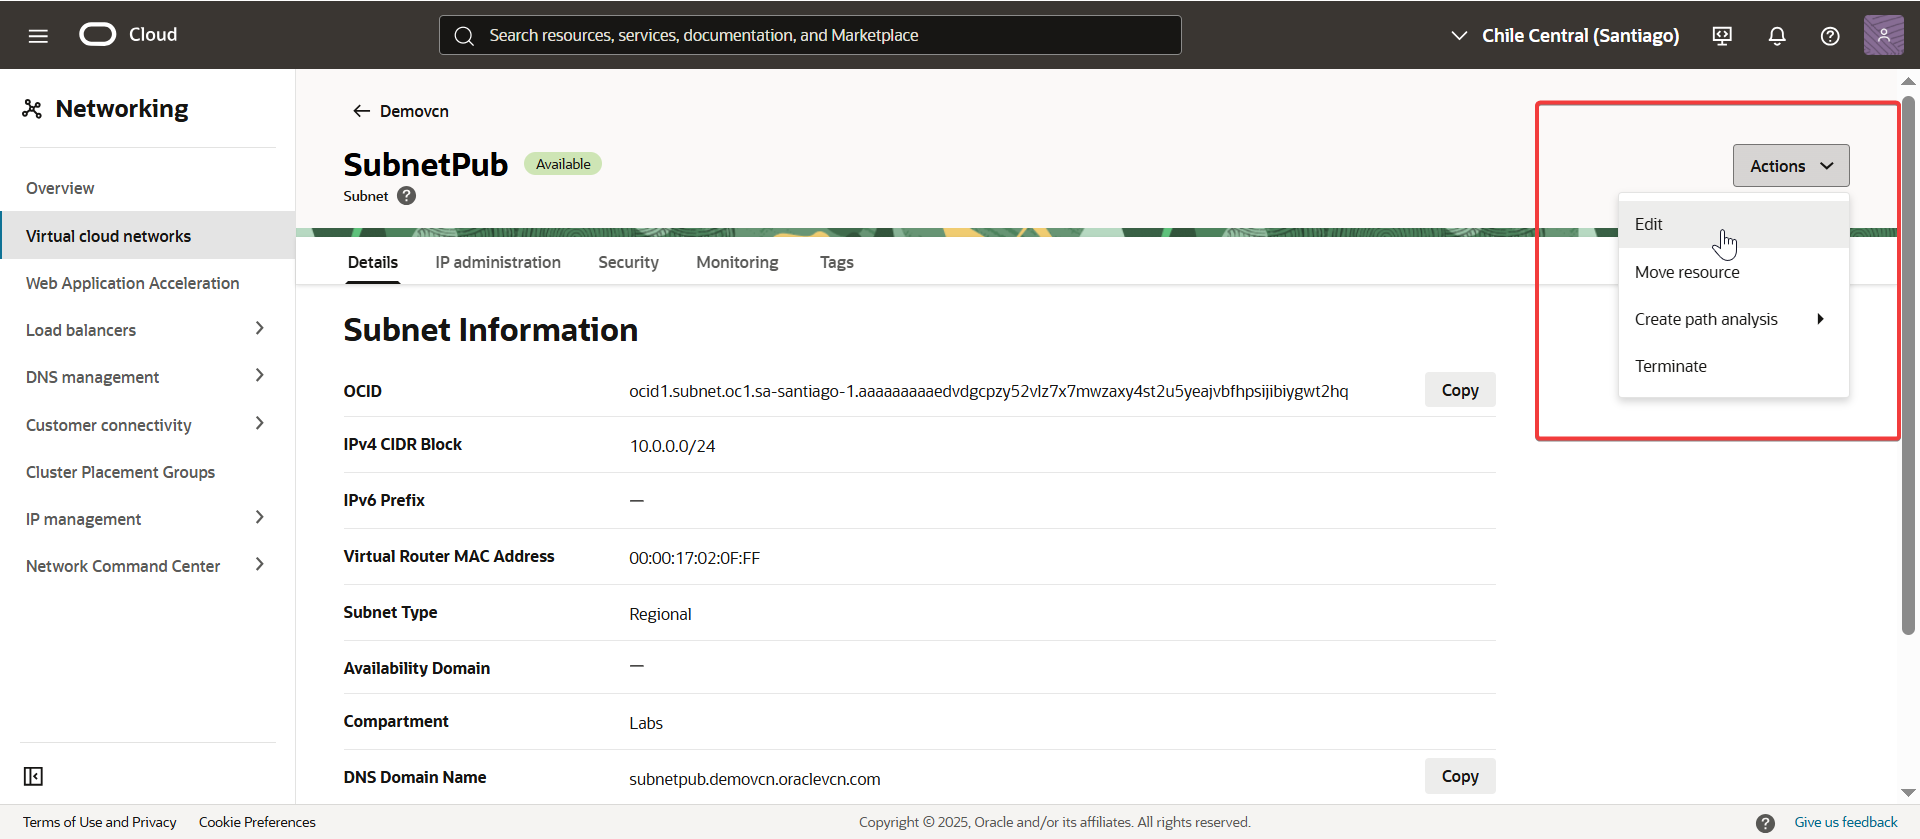 Cloud
Search resources, services, documentation, and Marketplace
Chile Central (Santiago)
Networking
Overview
Virtual cloud networks
Web Application Acceleration
Load balancers
DNS management
Customer connectivity
Cluster Placement Groups
IP management
Network Command Center
Demovcn
SubnetPub Available
Subnet ?
Actions
Edit
Move resource
Create path analysis
Terminate
Details IP administration Security Monitoring Tags
Subnet Information
OCID ocid1.subnet.oc1.sa-santiago-1.aaaaaaaaaedvdgcpzy52vlz7x7mwzaxy4st2u5yeajvbfhpsijibiygwt2hq Copy
IPv4 CIDR Block 10.0.0.0/24
IPv6 Prefix —
Virtual Router MAC Address 00:00:17:02:0F:FF
Subnet Type Regional
Availability Domain —
Compartment Labs
DNS Domain Name subnetpub.demovcn.oraclevcn.com Copy
Terms of Use and Privacy Cookie Preferences Copyright © 2025, Oracle and/or its affiliates. All rights reserved. ? Give us feedback